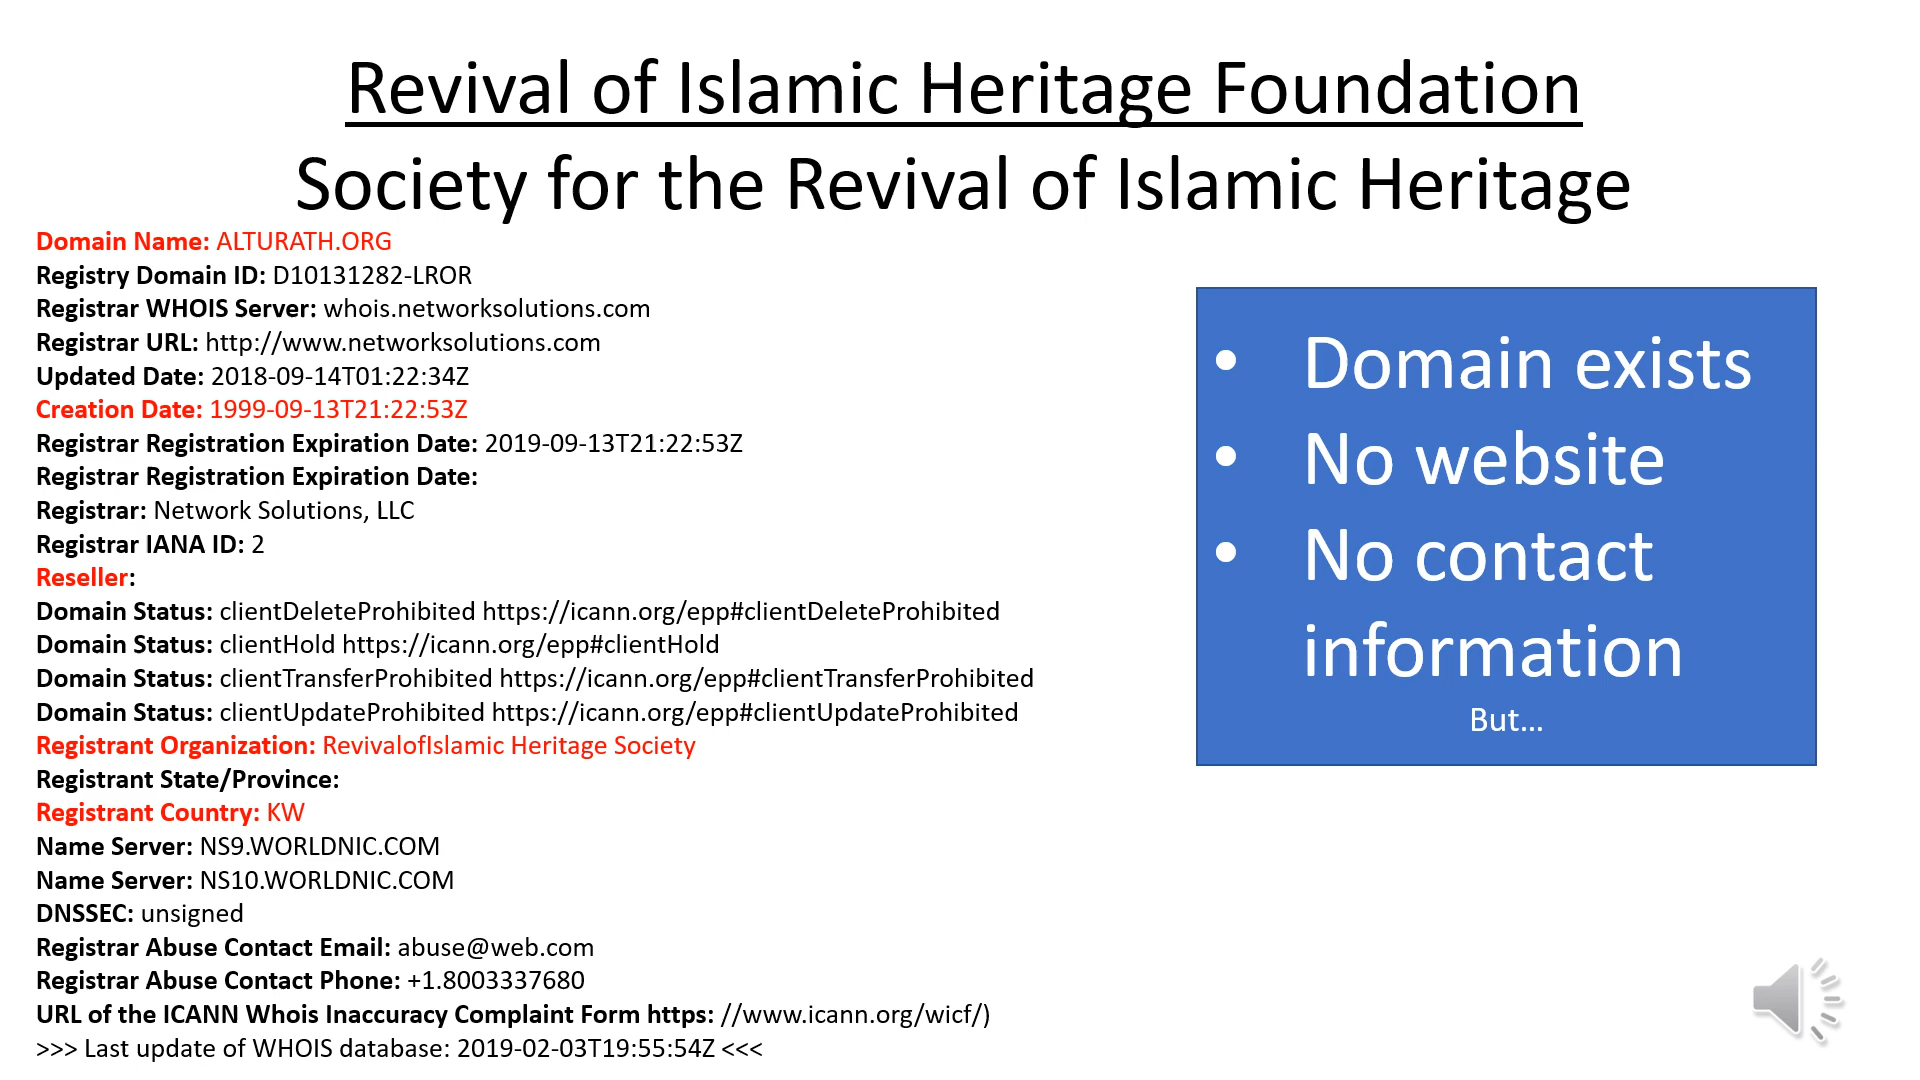 Revival of Islamic Heritage Foundation
Society for the Revival of Islamic Heritage
Domain Name: ALTURATH.ORG
Registry Domain ID: D10131282-LROR
Registrar WHOIS Server: whois.networksolutions.com
Registrar URL: http://www.networksolutions.com
Updated Date: 2018-09-14T01:22:34Z
Creation Date: 1999-09-13T21:22:53Z
Registrar Registration Expiration Date: 2019-09-13T21:22:53Z
Registrar Registration Expiration Date:
Registrar: Network Solutions, LLC
Registrar IANA ID: 2
Reseller:
Domain Status: clientDeleteProhibited https://icann.org/epp#clientDeleteProhibited
Domain Status: clientHold https://icann.org/epp#clientHold
Domain Status: clientTransferProhibited https://icann.org/epp#clientTransferProhibited
Domain Status: clientUpdateProhibited https://icann.org/epp#clientUpdateProhibited
Registrant Organization: RevivalofIslamic Heritage Society
Registrant State/Province:
Registrant Country: KW
Name Server: NS9.WORLDNIC.COM
Name Server: NS10.WORLDNIC.COM
DNSSEC: unsigned
Registrar Abuse Contact Email: abuse@web.com
Registrar Abuse Contact Phone: +1.8003337680
URL of the ICANN Whois Inaccuracy Complaint Form https: //www.icann.org/wicf/)
>>> Last update of WHOIS database: 2019-02-03T19:55:54Z <<<
• Domain exists
• No website
• No contact
information
But...